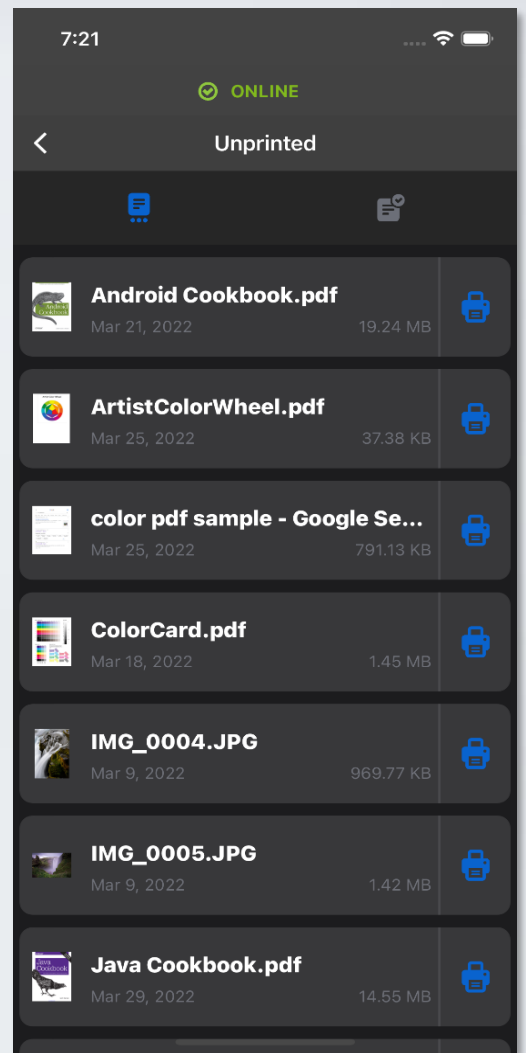 7:21
ONLINE
Unprinted
Android Cookbook.pdf
Mar 21, 2022 19.24 MB
ArtistColorWheel.pdf
Mar 25, 2022 37.38 KB
color pdf sample - Google Se...
Mar 25, 2022 791.13 KB
ColorCard.pdf
Mar 18, 2022 1.45 MB
IMG_0004.JPG
Mar 9, 2022 969.77 KB
IMG_0005.JPG
Mar 9, 2022 1.42 MB
Java Cookbook.pdf
Mar 29, 2022 14.55 MB